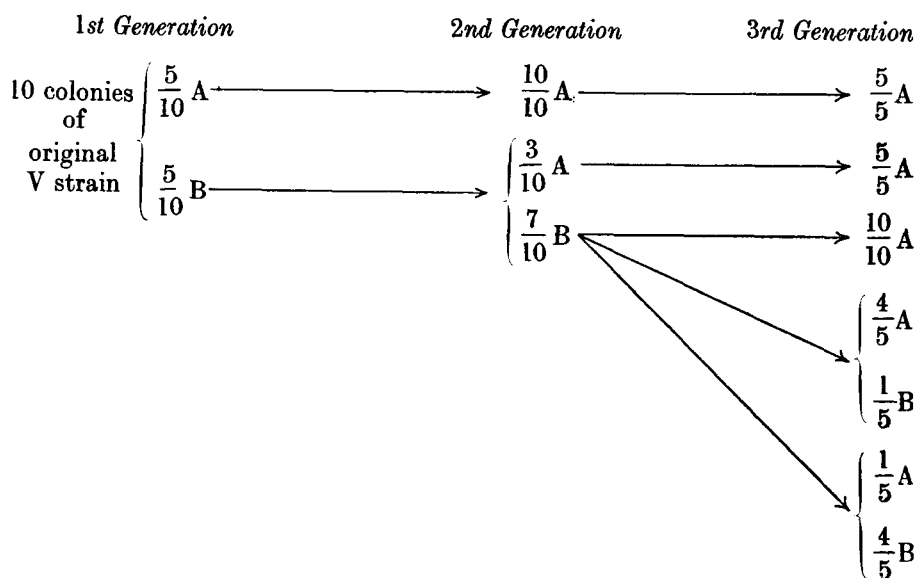 1st Generation 2nd Generation 3rd Generation
10 colonies of original V strain
5/10 A 10/10 A 5/5 A
5/10 B 3/10 A 5/5 A
7/10 B 10/10 A
4/5 A
1/5 B
1/5 A
4/5 B